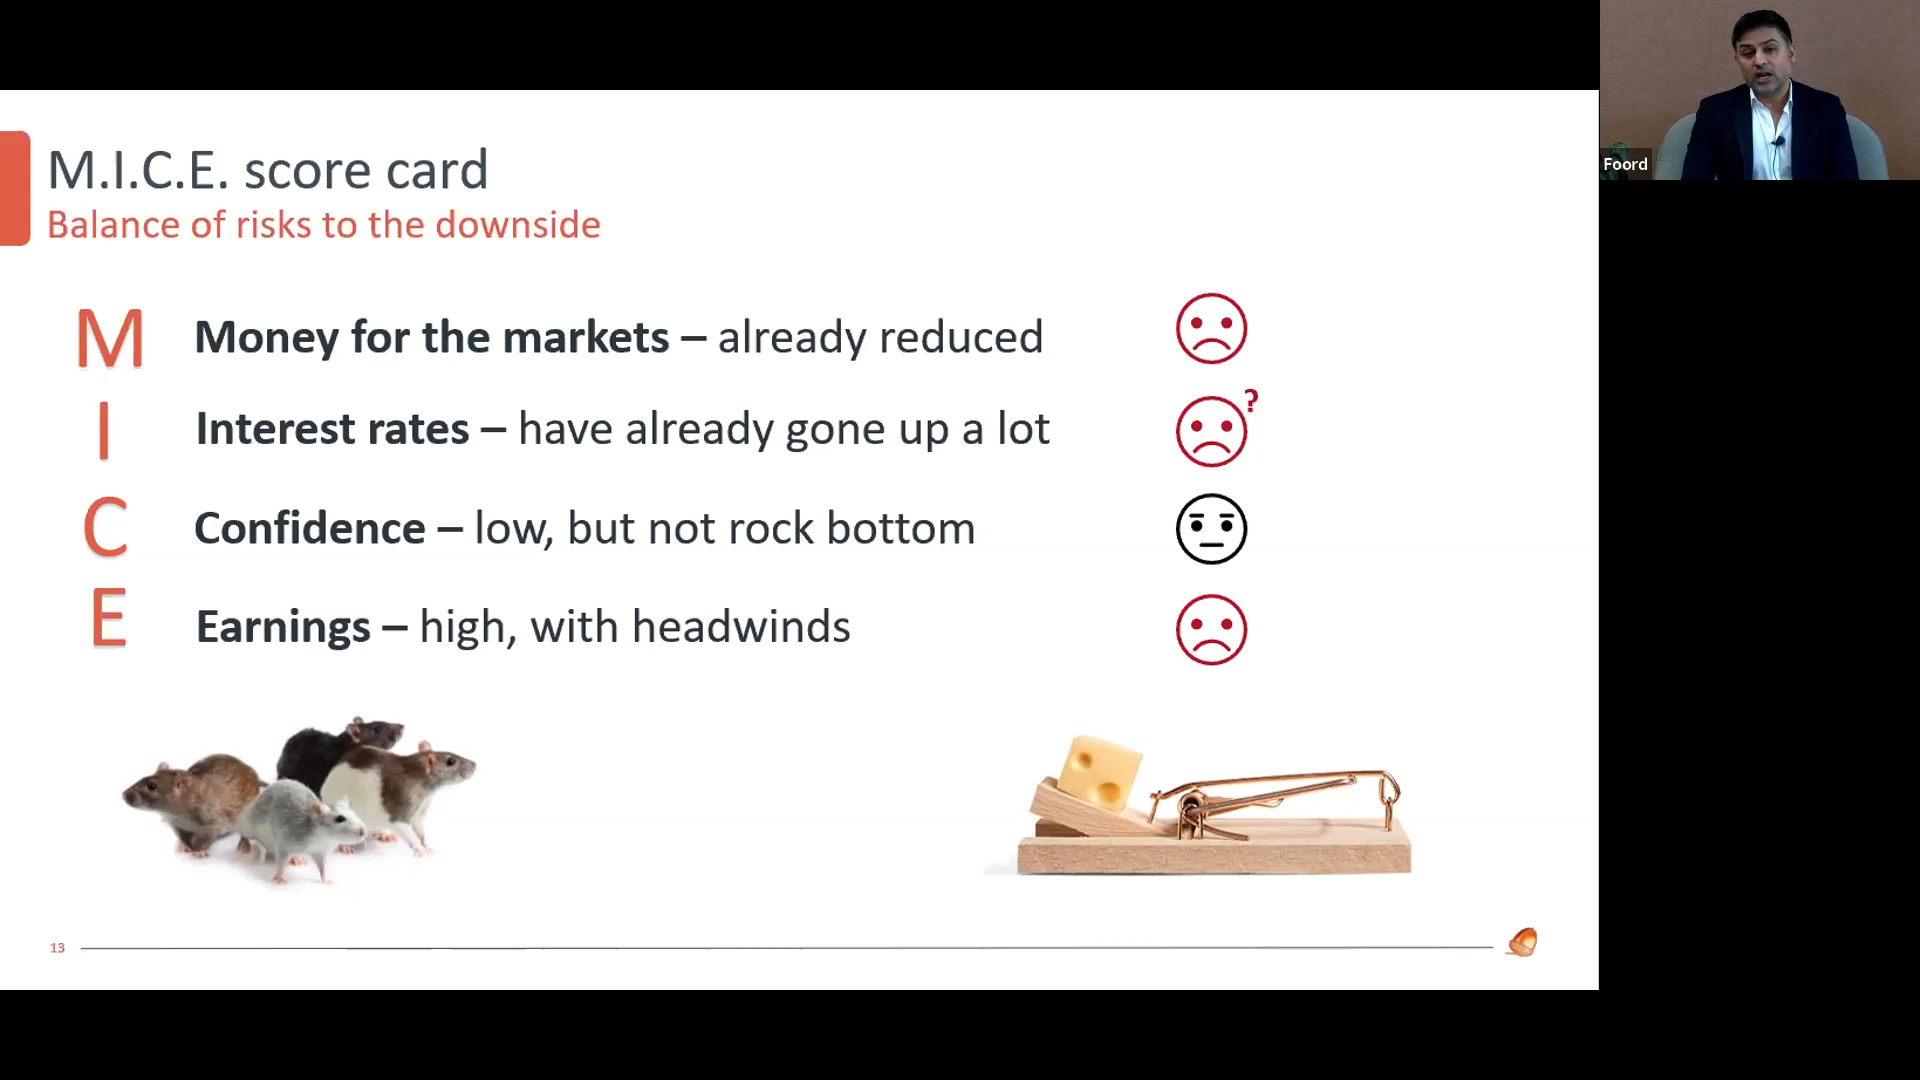 M.I.C.E. score card
Balance of risks to the downside
M Money for the markets – already reduced
I Interest rates – have already gone up a lot ?
C Confidence – low, but not rock bottom
E Earnings – high, with headwinds
13
Foord